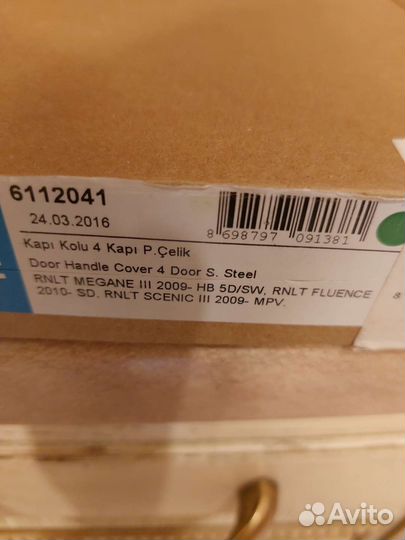 6112041
24.03.2016
8 698797 091381
Kapı Kolu 4 Kapı P.Çelik
Door Handle Cover 4 Door S. Steel
RNLT MEGANE III 2009- HB 5D/SW, RNLT FLUENCE
2010- SD. RNLT SCENIC III 2009- MPV.
8
Avito